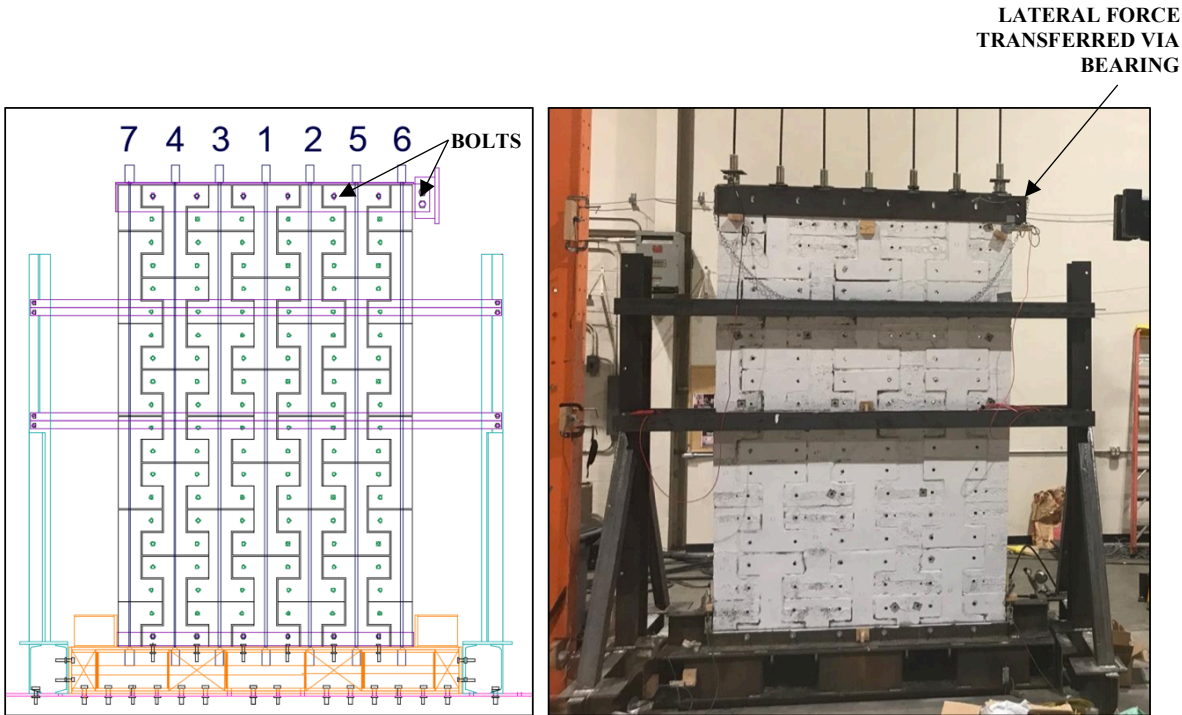 LATERAL FORCE
TRANSFERRED VIA
BEARING
7 4 3 1 2 5 6
BOLTS